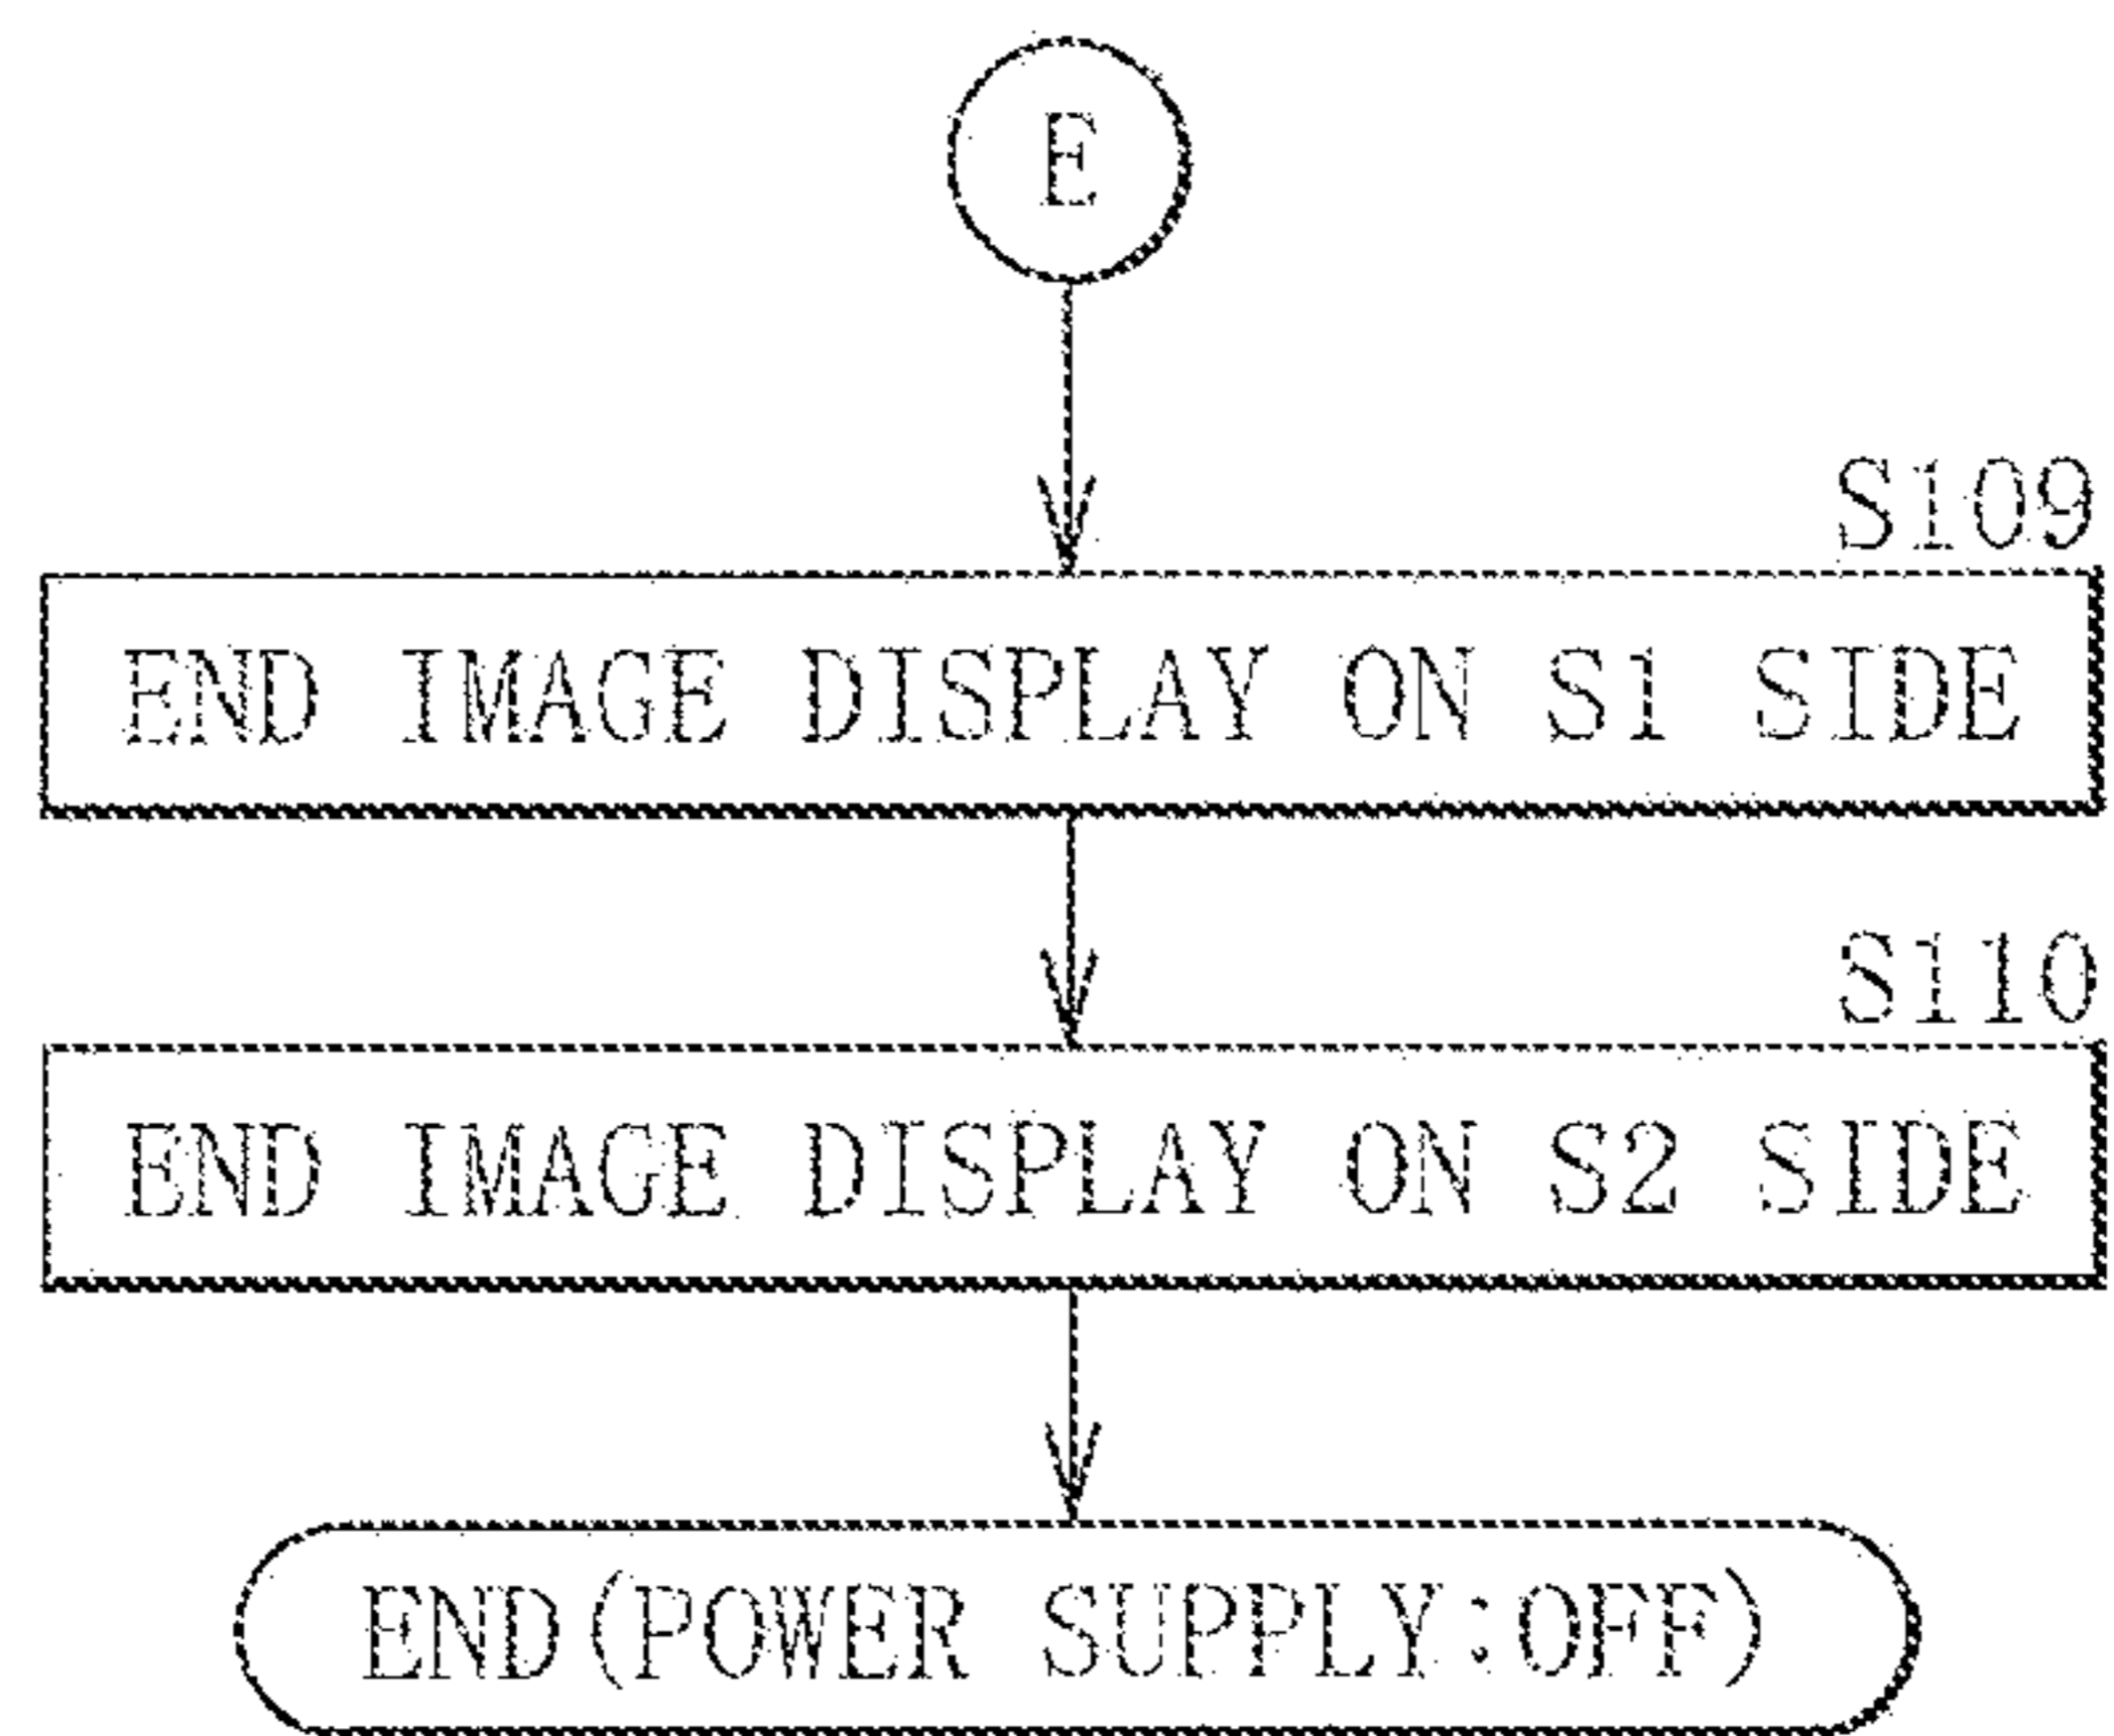 E
S109
END IMAGE DISPLAY ON S1 SIDE
S110
END IMAGE DISPLAY ON S2 SIDE
END(POWER SUPPLY:OFF)